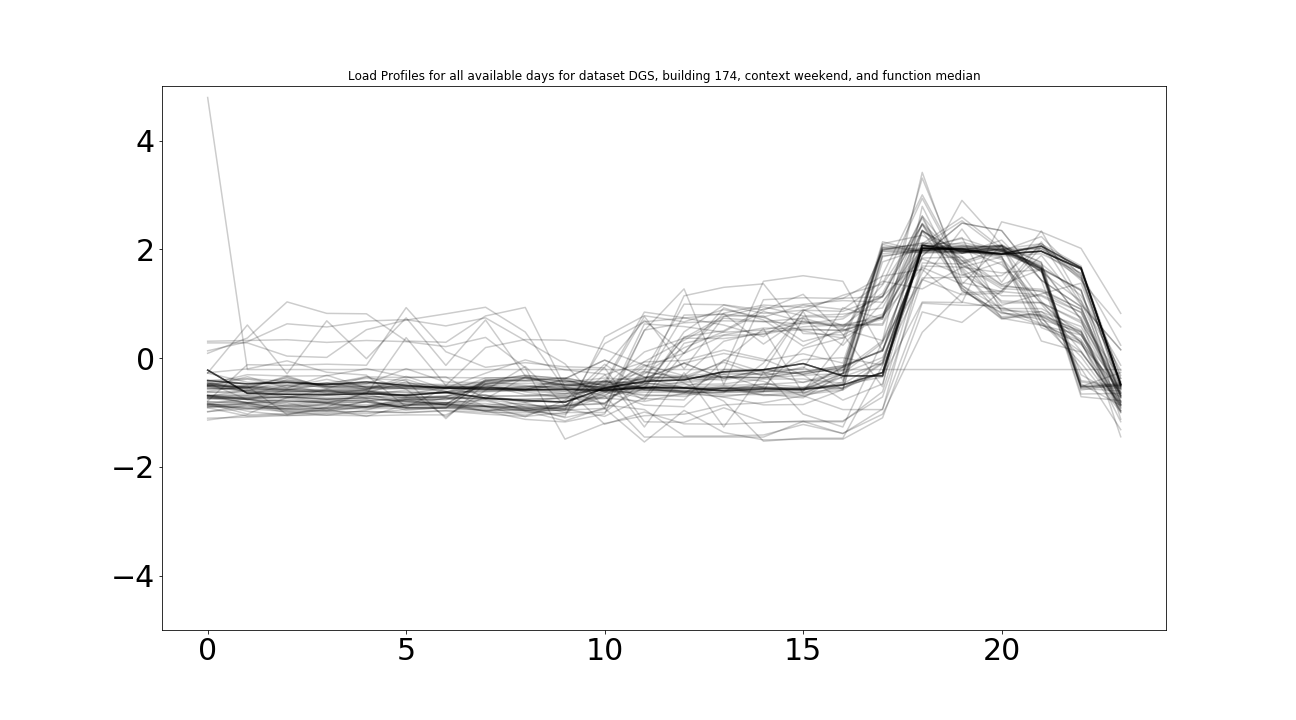 Load Profiles for all available days for dataset DGS, building 174, context weekend, and function median
4
2
0
−2
−4
0 5 10 15 20